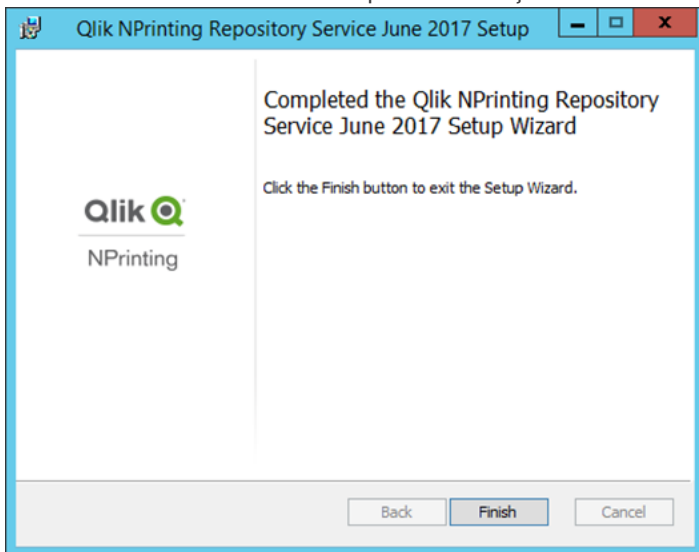 Qlik NPrinting Repository Service June 2017 Setup
Completed the Qlik NPrinting Repository
Service June 2017 Setup Wizard
Click the Finish button to exit the Setup Wizard.
Qlik
NPrinting
Back
Finish
Cancel